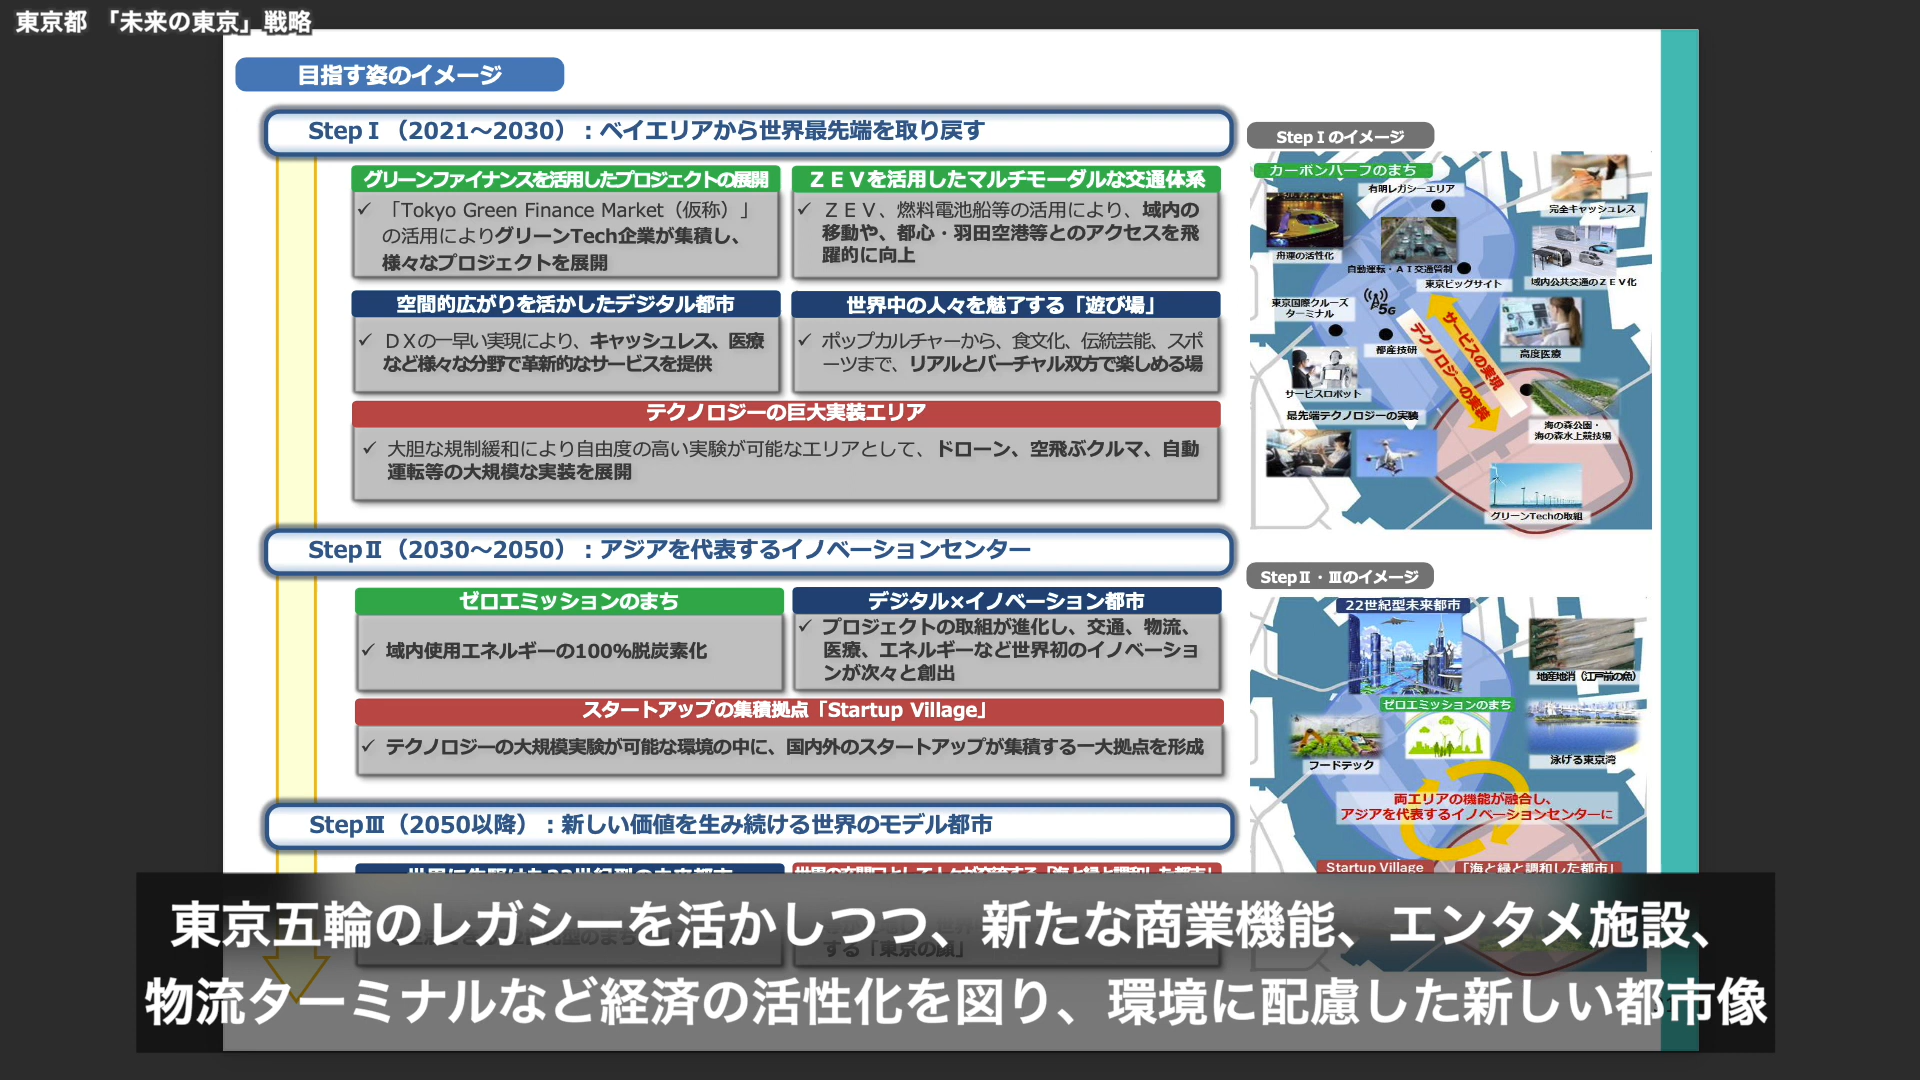 東京都 「未来の東京」戦略
目指す姿のイメージ
StepⅠ（2021～2030）：ベイエリアから世界最先端を取り戻す
グリーンファイナンスを活用したプロジェクトの展開
✓ 「Tokyo Green Finance Market（仮称）」
の活用によりグリーンTech企業が集積し、
様々なプロジェクトを展開
ＺＥＶを活用したマルチモーダルな交通体系
✓ ＺＥＶ、燃料電池船等の活用により、域内の
移動や、都心・羽田空港等とのアクセスを飛
躍的に向上
空間的広がりを活かしたデジタル都市
✓ ＤＸの一早い実現により、キャッシュレス、医療
など様々な分野で革新的なサービスを提供
世界中の人々を魅了する「遊び場」
✓ ポップカルチャーから、食文化、伝統芸能、スポ
ーツまで、リアルとバーチャル双方で楽しめる場
テクノロジーの巨大実装エリア
✓ 大胆な規制緩和により自由度の高い実験が可能なエリアとして、ドローン、空飛ぶクルマ、自動
運転等の大規模な実装を展開
StepⅡ（2030～2050）：アジアを代表するイノベーションセンター
ゼロエミッションのまち
✓ 域内使用エネルギーの100%脱炭素化
デジタル×イノベーション都市
✓ プロジェクトの取組が進化し、交通、物流、
医療、エネルギーなど世界初のイノベーショ
ンが次々と創出
スタートアップの集積拠点「Startup Village」
✓ テクノロジーの大規模実験が可能な環境の中に、国内外のスタートアップが集積する一大拠点を形成
StepⅢ（2050以降）：新しい価値を生み続ける世界のモデル都市
する「東京の顔」
StepⅠのイメージ
カーボンハーフのまち
有明レガシーエリア
完全キャッシュレス
舟運の活性化
自動運転・ＡＩ交通管制
東京ビッグサイト
域内公共交通のＺＥＶ化
東京国際クルーズ
ターミナル
5G
都産技研
サービスの実現
テクノロジーの実装
高度医療
サービスロボット
最先端テクノロジーの実験
海の森公園・
海の森水上競技場
グリーンTechの取組
StepⅡ・Ⅲのイメージ
22世紀型未来都市
地産地消（江戸前の魚）
ゼロエミッションのまち
フードテック
泳げる東京湾
両エリアの機能が融合し、
アジアを代表するイノベーションセンターに
Startup Village
「海と緑と調和した都市」
東京五輪のレガシーを活かしつつ、新たな商業機能、エンタメ施設、
物流ターミナルなど経済の活性化を図り、環境に配慮した新しい都市像